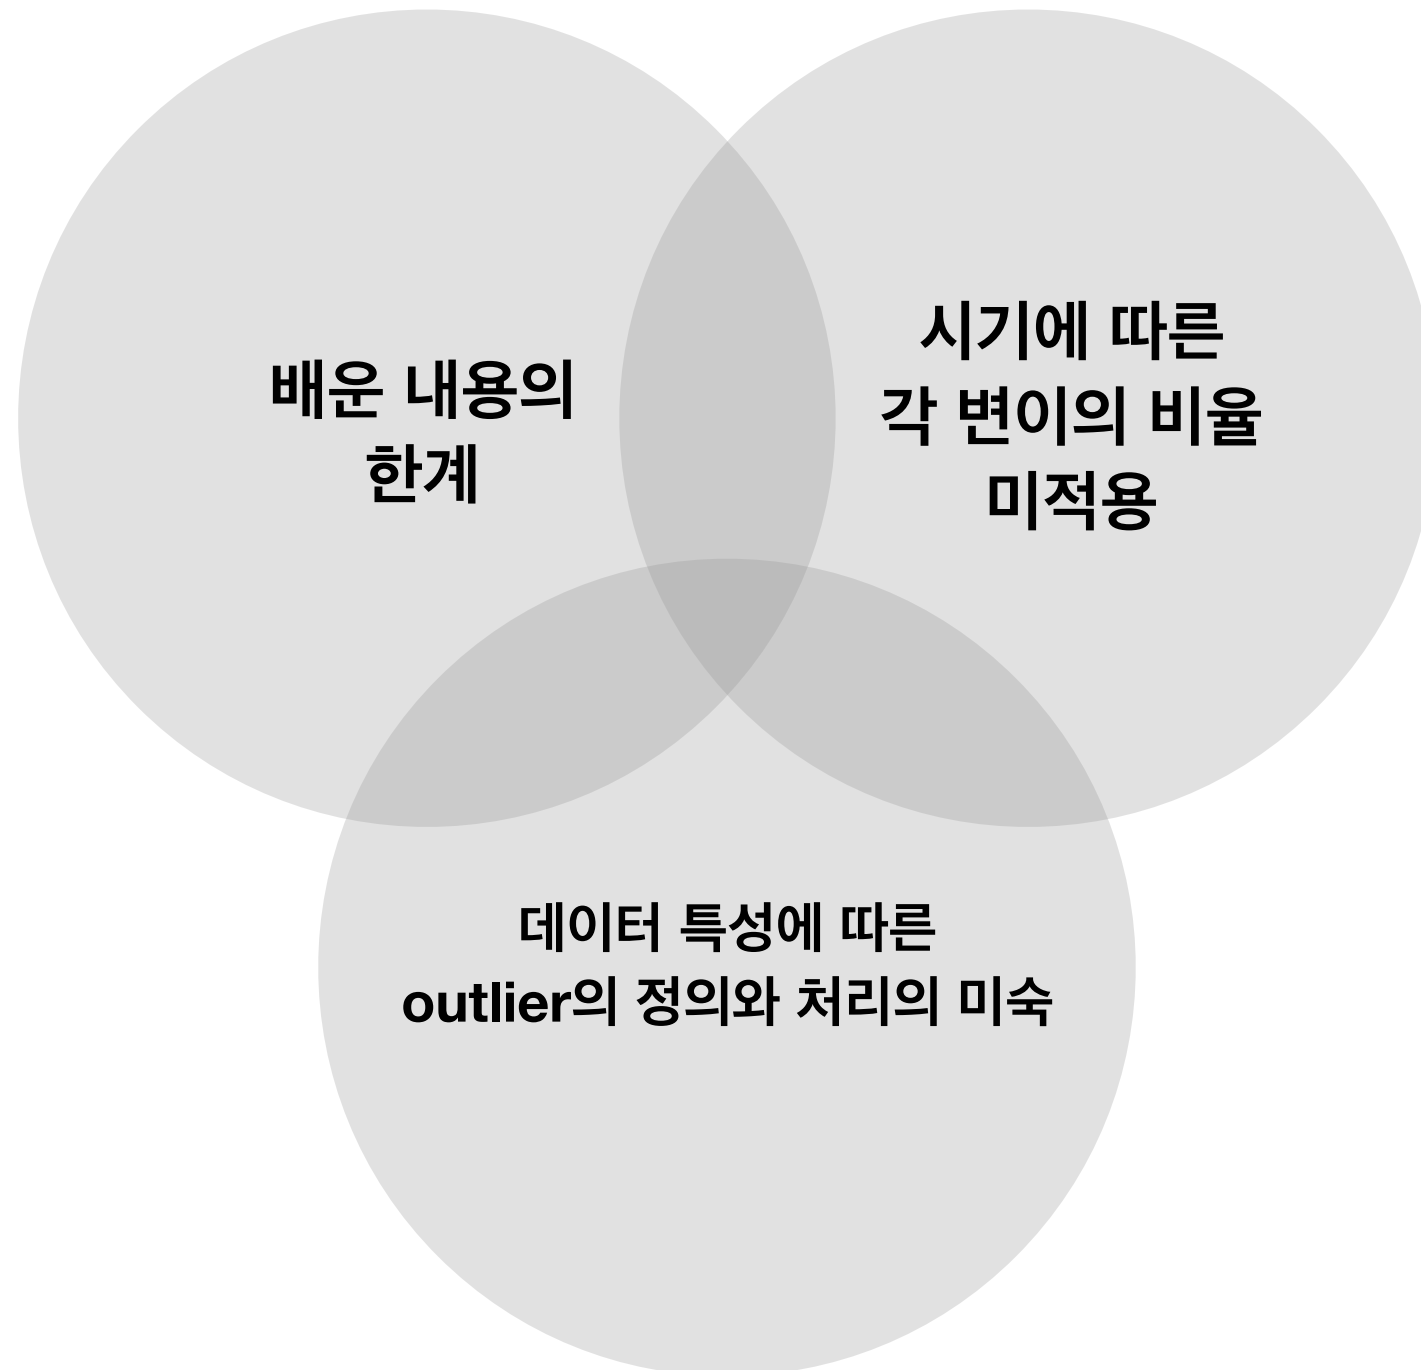 배운 내용의
한계
시기에 따른
각 변이의 비율
미적용
데이터 특성에 따른
outlier의 정의와 처리의 미숙